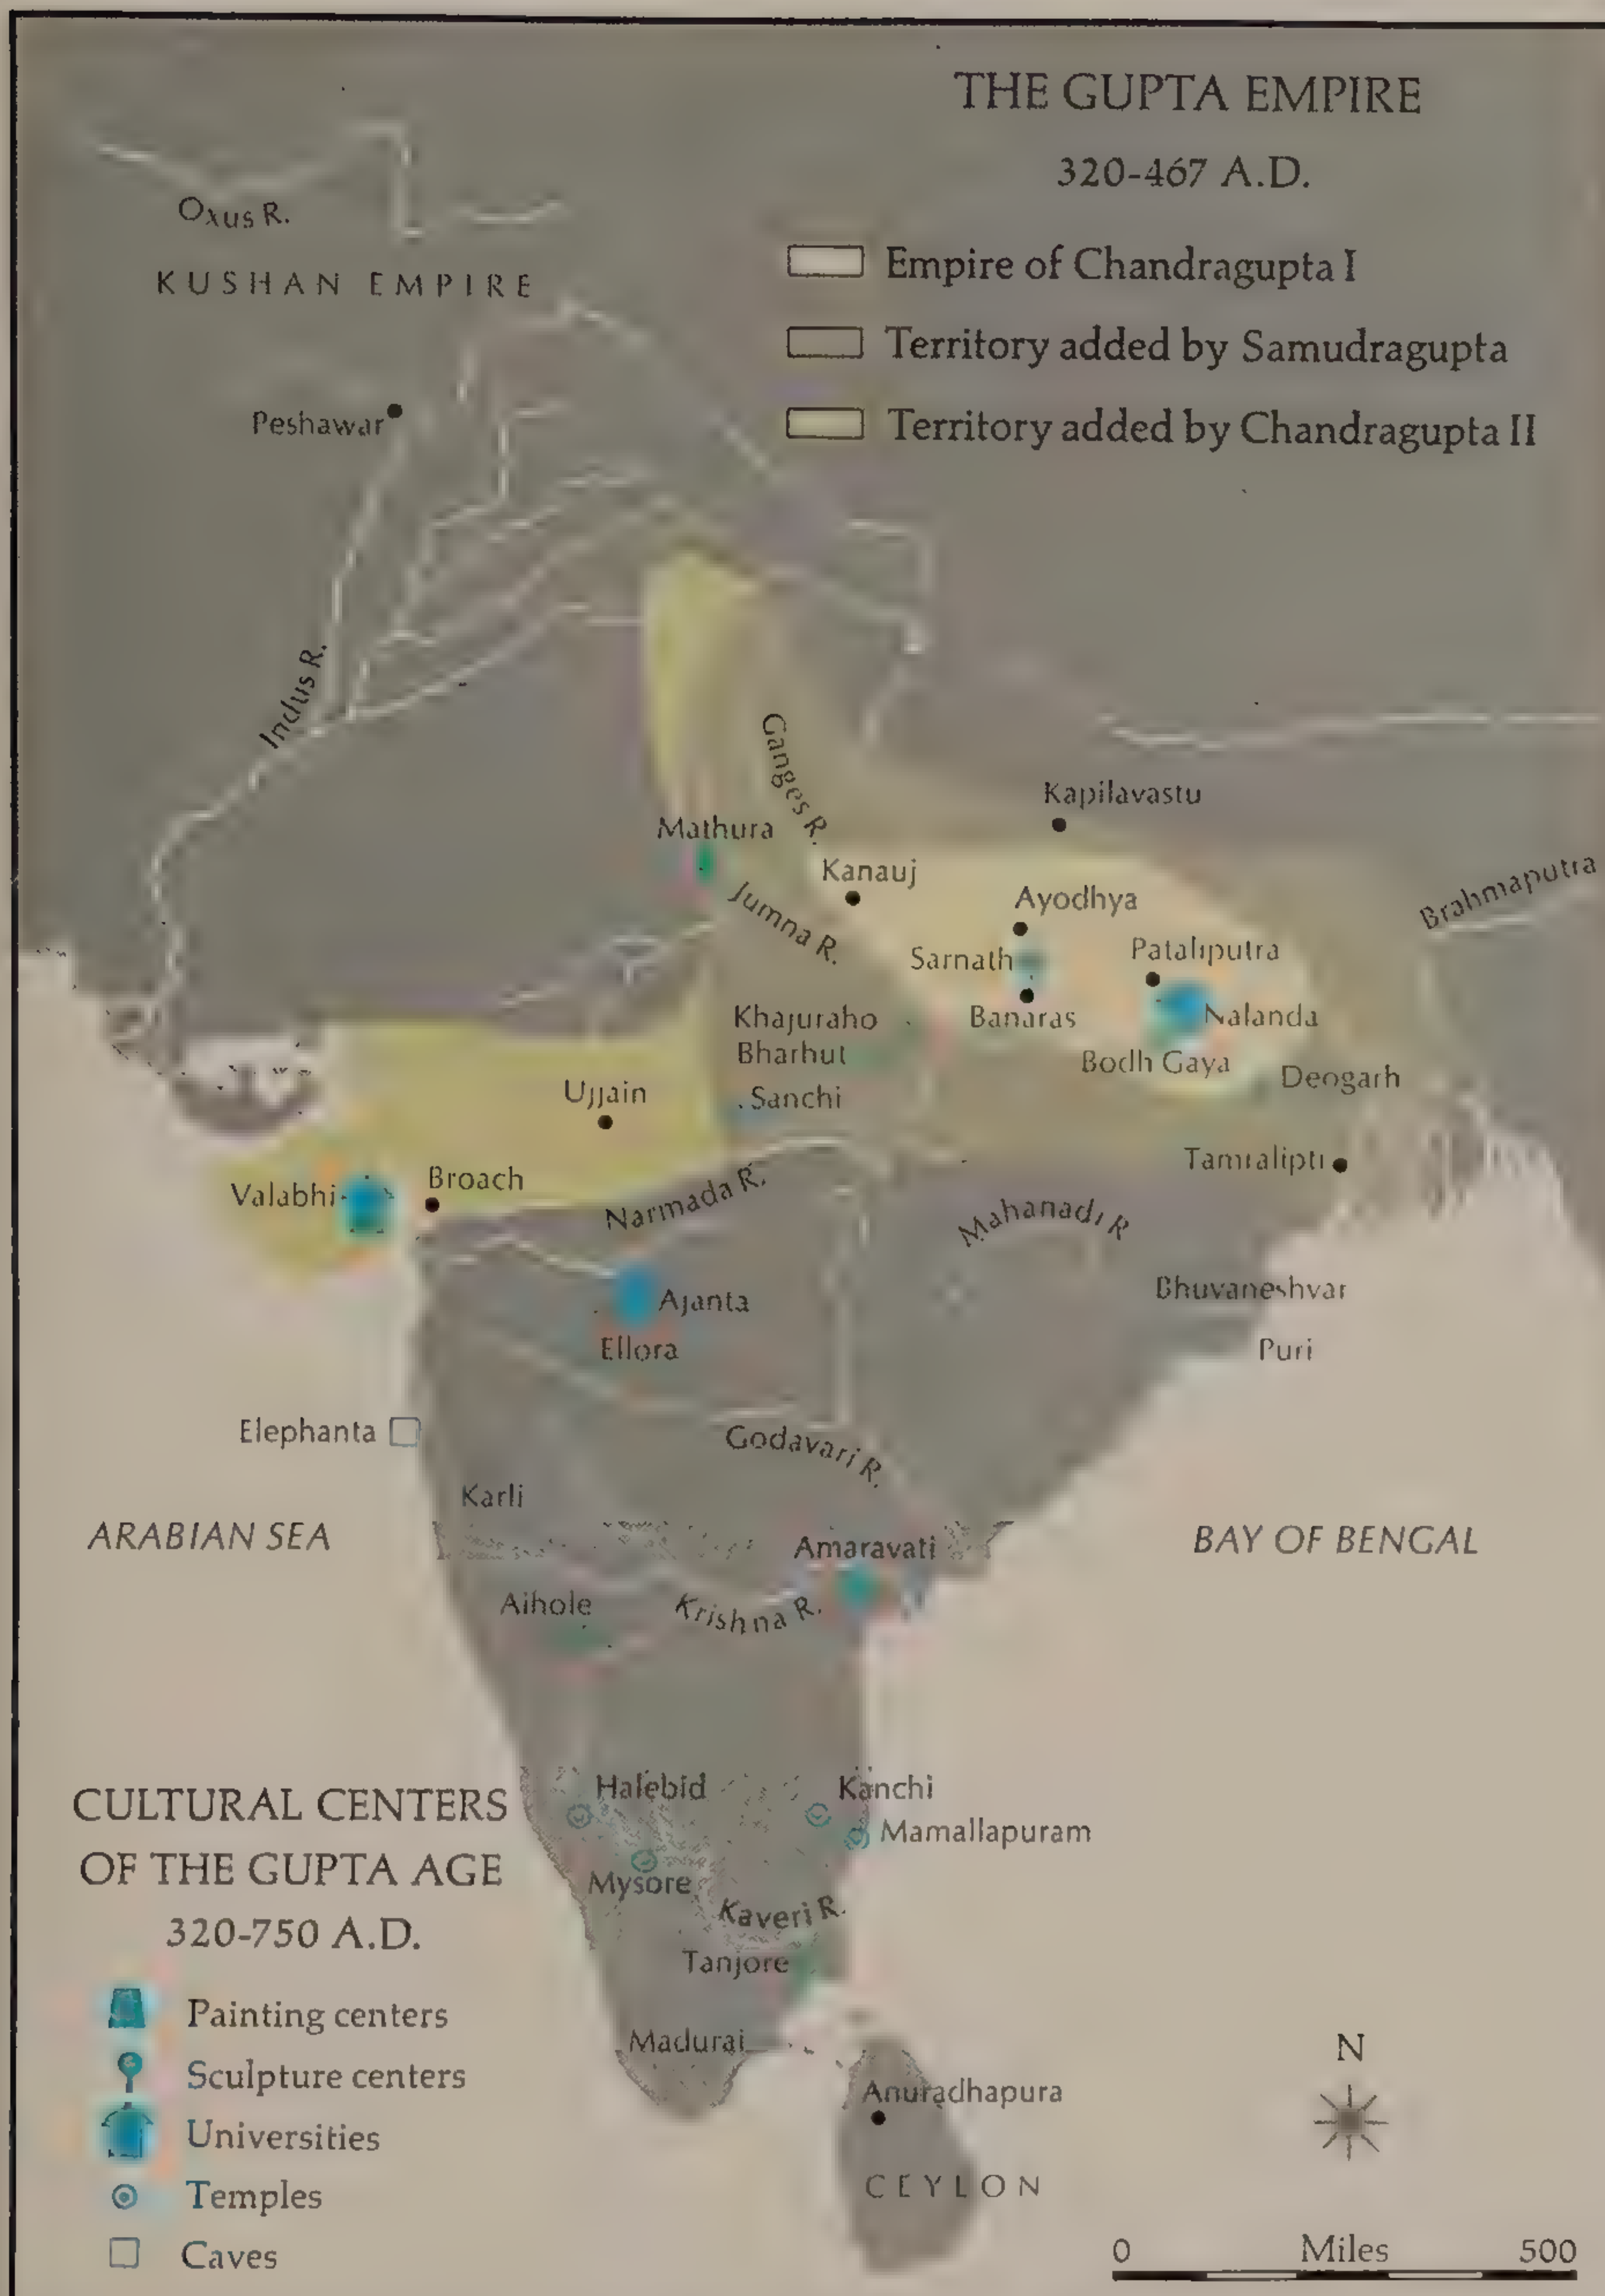 THE GUPTA EMPIRE
320-467 A.D.
Empire of Chandragupta I
Territory added by Samudragupta
Territory added by Chandragupta II
Oxus R.
KUSHAN EMPIRE
Peshawar
Indus R.
Ganges R.
Kapilavastu
Mathura
Kanauj
Brahmaputra
Jumna R.
Ayodhya
Sarnath
Pataliputra
Khajuraho
Banaras
Nalanda
Bharhut
Bodh Gaya
Deogarh
Ujjain
Sanchi
Tamralipti
Valabhi
Broach
Narmada R.
Mahanadi R
Bhuvaneshvar
Ajanta
Ellora
Puri
Elephanta
Godavari R.
Karli
ARABIAN SEA
Amaravati
BAY OF BENGAL
Aihole
Krishna R.
Halebid
Kanchi
Mamallapuram
Mysore
Kaveri R.
Tanjore
Madurai
Anuradhapura
CEYLON
CULTURAL CENTERS
OF THE GUPTA AGE
320-750 A.D.
Painting centers
Sculpture centers
Universities
Temples
Caves
N
0 Miles 500